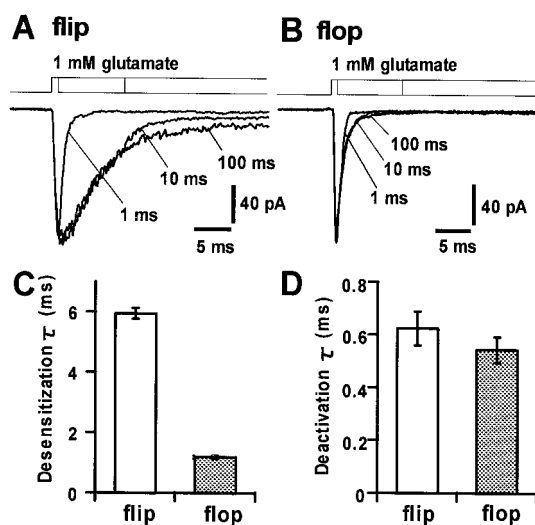 A flip
1 mM glutamate
100 ms
10 ms
1 ms
40 pA
5 ms
B flop
1 mM glutamate
100 ms
10 ms
1 ms
40 pA
5 ms
C
Desensitization τ (ms)
6
4
2
0
flip flop
D
Deactivation τ (ms)
0.8
0.6
0.4
0.2
0
flip flop